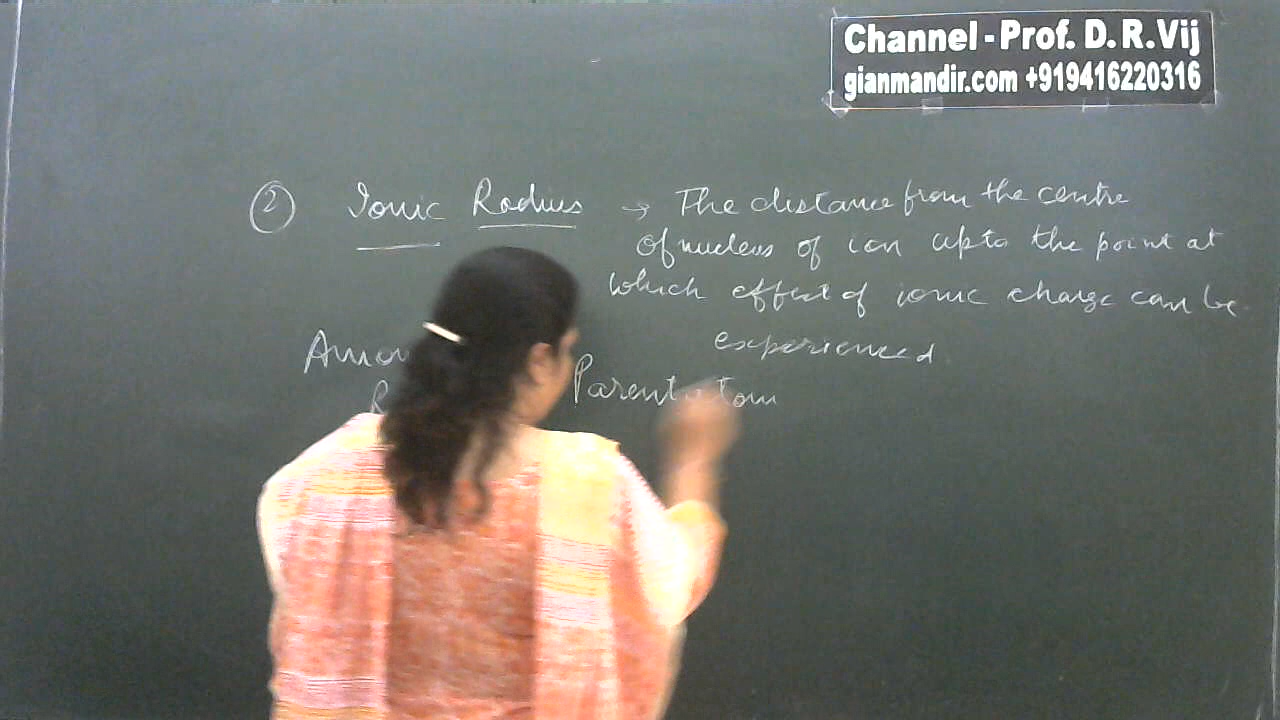 Channel - Prof. D. R. Vij
gianmandir.com +919416220316
② Ionic Radius → The distance from the centre
of nucleus of ion upto the point at
which effect of ionic charge can be
experienced
Parent atom